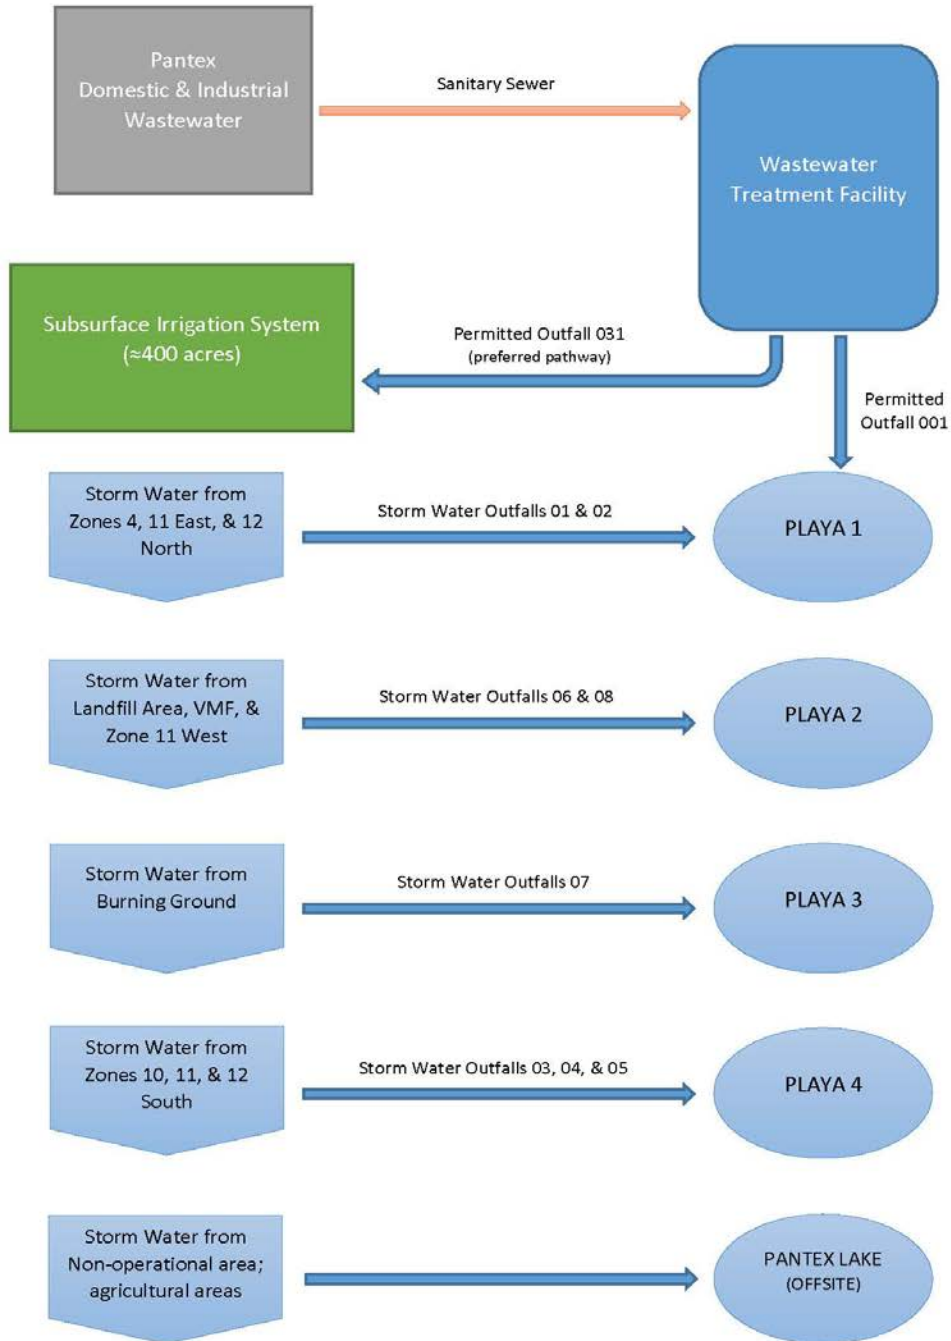 Pantex
Domestic & Industrial
Wastewater
Sanitary Sewer
Wastewater
Treatment Facility
Subsurface Irrigation System
(≈400 acres)
Permitted Outfall 031
(preferred pathway)
Permitted
Outfall 001
Storm Water from
Zones 4, 11 East, & 12
North
Storm Water Outfalls 01 & 02
PLAYA 1
Storm Water from
Landfill Area, VMF, &
Zone 11 West
Storm Water Outfalls 06 & 08
PLAYA 2
Storm Water from
Burning Ground
Storm Water Outfalls 07
PLAYA 3
Storm Water from
Zones 10, 11, & 12
South
Storm Water Outfalls 03, 04, & 05
PLAYA 4
Storm Water from
Non-operational area;
agricultural areas
PANTEX LAKE
(OFFSITE)